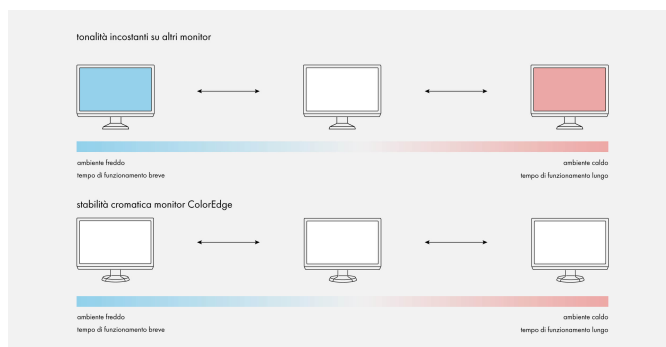 tonalità incostanti su altri monitor
ambiente freddo
ambiente caldo
tempo di funzionamento breve
tempo di funzionamento lungo
stabilità cromatica monitor ColorEdge
ambiente freddo
ambiente caldo
tempo di funzionamento breve
tempo di funzionamento lungo